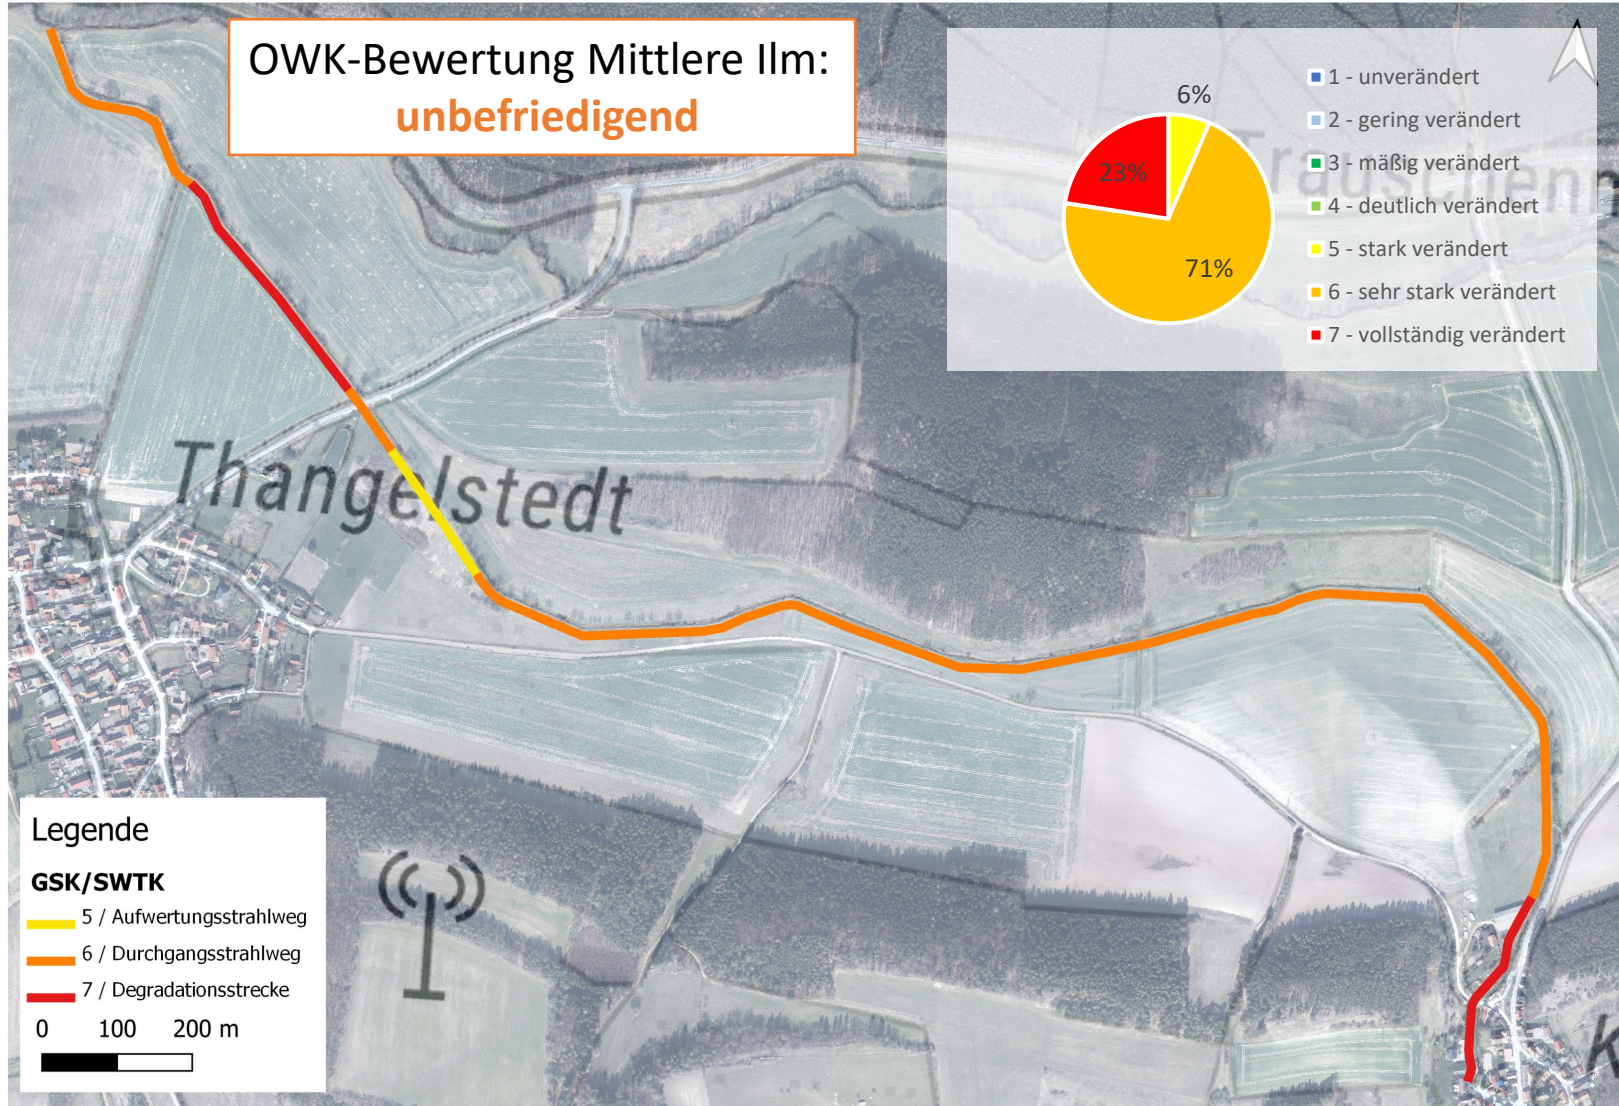 OWK-Bewertung Mittlere Ilm:
unbefriedigend
6%
23%
71%
1 - unverändert
2 - gering verändert
3 - mäßig verändert
4 - deutlich verändert
5 - stark verändert
6 - sehr stark verändert
7 - vollständig verändert
Thangelstedt
Legende
GSK/SWTK
5 / Aufwertungsstrahlweg
6 / Durchgangsstrahlweg
7 / Degradationsstrecke
0 100 200 m
K